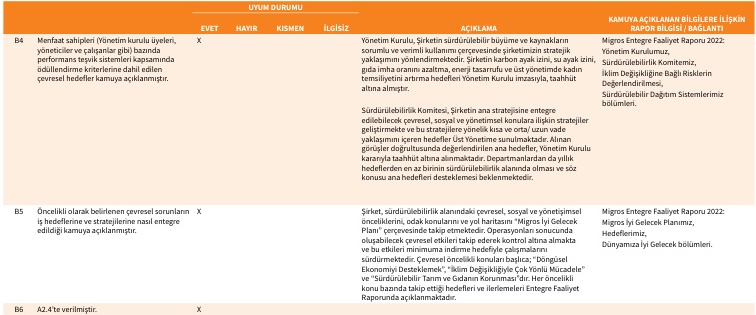 UYUM DURUMU
EVET HAYIR KISMEN İLGİSİZ AÇIKLAMA KAMUYA AÇIKLANAN BİLGİLERE İLİŞKİN
RAPOR BİLGİSİ / BAĞLANTI
B4 Menfaat sahipleri (Yönetim kurulu üyeleri,
yöneticiler ve çalışanlar gibi) bazında
performans teşvik sistemleri kapsamında
ödüllendirme kriterlerine dahil edilen
çevresel hedefler kamuya açıklanmıştır.
X
Yönetim Kurulu, Şirketin sürdürülebilir büyüme ve kaynakların
sorumlu ve verimli kullanımı çerçevesinde şirketimizin stratejik
yaklaşımını yönlendirmektedir. Şirketin karbon ayak izini, su ayak izini,
gıda imha oranını azaltma, enerji tasarrufu ve üst yönetimde kadın
temsiliyetini artırma hedefleri Yönetim Kurulu imzasıyla, taahhüt
altına almıştır.
Sürdürülebilirlik Komitesi, Şirketin ana stratejisine entegre
edilebilecek çevresel, sosyal ve yönetimsel konulara ilişkin stratejiler
geliştirmekte ve bu stratejilere yönelik kısa ve orta/ uzun vade
yaklaşımını içeren hedefler Üst Yönetime sunulmaktadır. Alınan
görüşler doğrultusunda değerlendirilen ana hedefler, Yönetim Kurulu
kararıyla taahhüt altına alınmaktadır. Departmanlardan da yıllık
hedeflerden en az birinin sürdürülebilirlik alanında olması ve söz
konusu ana hedefleri desteklemesi beklenmektedir.
Migros Entegre Faaliyet Raporu 2022:
Yönetim Kurulumuz,
Sürdürülebilirlik Komitemiz,
İklim Değişikliğine Bağlı Risklerin
Değerlendirilmesi,
Sürdürülebilir Dağıtım Sistemlerimiz
bölümleri.
B5 Öncelikli olarak belirlenen çevresel sorunların
iş hedeflerine ve stratejilerine nasıl entegre
edildiği kamuya açıklanmıştır.
X
Şirket, sürdürülebilirlik alanındaki çevresel, sosyal ve yönetişimsel
önceliklerini, odak konularını ve yol haritasını “Migros İyi Gelecek
Planı” çerçevesinde takip etmektedir. Operasyonları sonucunda
oluşabilecek çevresel etkileri takip ederek kontrol altına almakta
ve bu etkileri minimuma indirme hedefiyle çalışmalarını
sürdürmektedir. Çevresel öncelikli konuları başlıca; “Döngüsel
Ekonomiyi Desteklemek”, “İklim Değişikliğiyle Çok Yönlü Mücadele”
ve “Sürdürülebilir Tarım ve Gıdanın Korunması”dır. Her öncelikli
konu bazında takip ettiği hedefleri ve ilerlemeleri Entegre Faaliyet
Raporunda açıklanmaktadır.
Migros Entegre Faaliyet Raporu 2022:
Migros İyi Gelecek Planımız,
Hedeflerimiz,
Dünyamıza İyi Gelecek bölümleri.
B6 A2.4’te verilmiştir. X